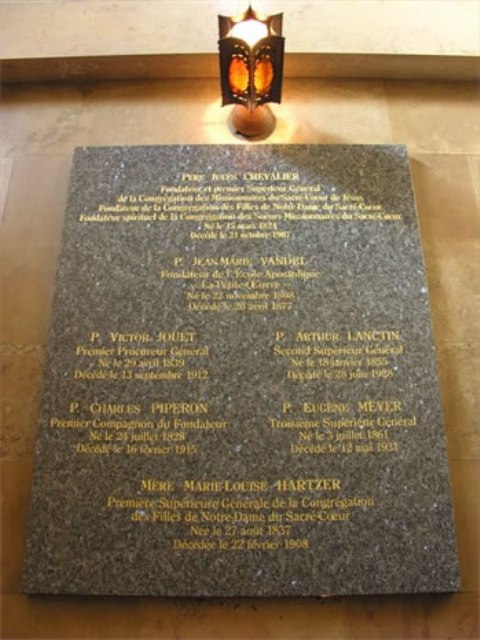 PÈRE JULES CHEVALIER
Fondateur et premier Supérieur Général
de la Congrégation des Missionnaires du Sacré-Coeur de Jésus
Fondateur de la Congrégation des Filles de Notre-Dame du Sacré-Coeur
Fondateur spirituel de la Congrégation des Soeurs Missionnaires du Sacré-Coeur
Né le 15 mars 1824
Décédé le 21 octobre 1907
P. JEAN-MARIE VANDEL
Fondateur de l'École Apostolique
La Petite-Œuvre
Né le 22 novembre
Décédé le 26 avril 1877
P. VICTOR JOUET
Premier Procureur Général
Né le 29 avril 1839
Décédé le 13 septembre 1912
P. ARTHUR LANCTIN
Second Supérieur Général
Né le 18 janvier 1855
Décédé le 28 juin 1928
P. CHARLES PIPERON
Premier Compagnon du Fondateur
Né le 24 juillet 1828
Décédé le 16 février 1915
P. EUGÈNE MEYER
Troisième Supérieur Général
Né le 3 juillet 1861
Décédé le 12 mai 1931
MÈRE MARIE-LOUISE HARTZER
Première Supérieure Générale de la Congrégation
des Filles de Notre-Dame du Sacré-Coeur
Née le 27 août 1837
Décédée le 22 février 1908